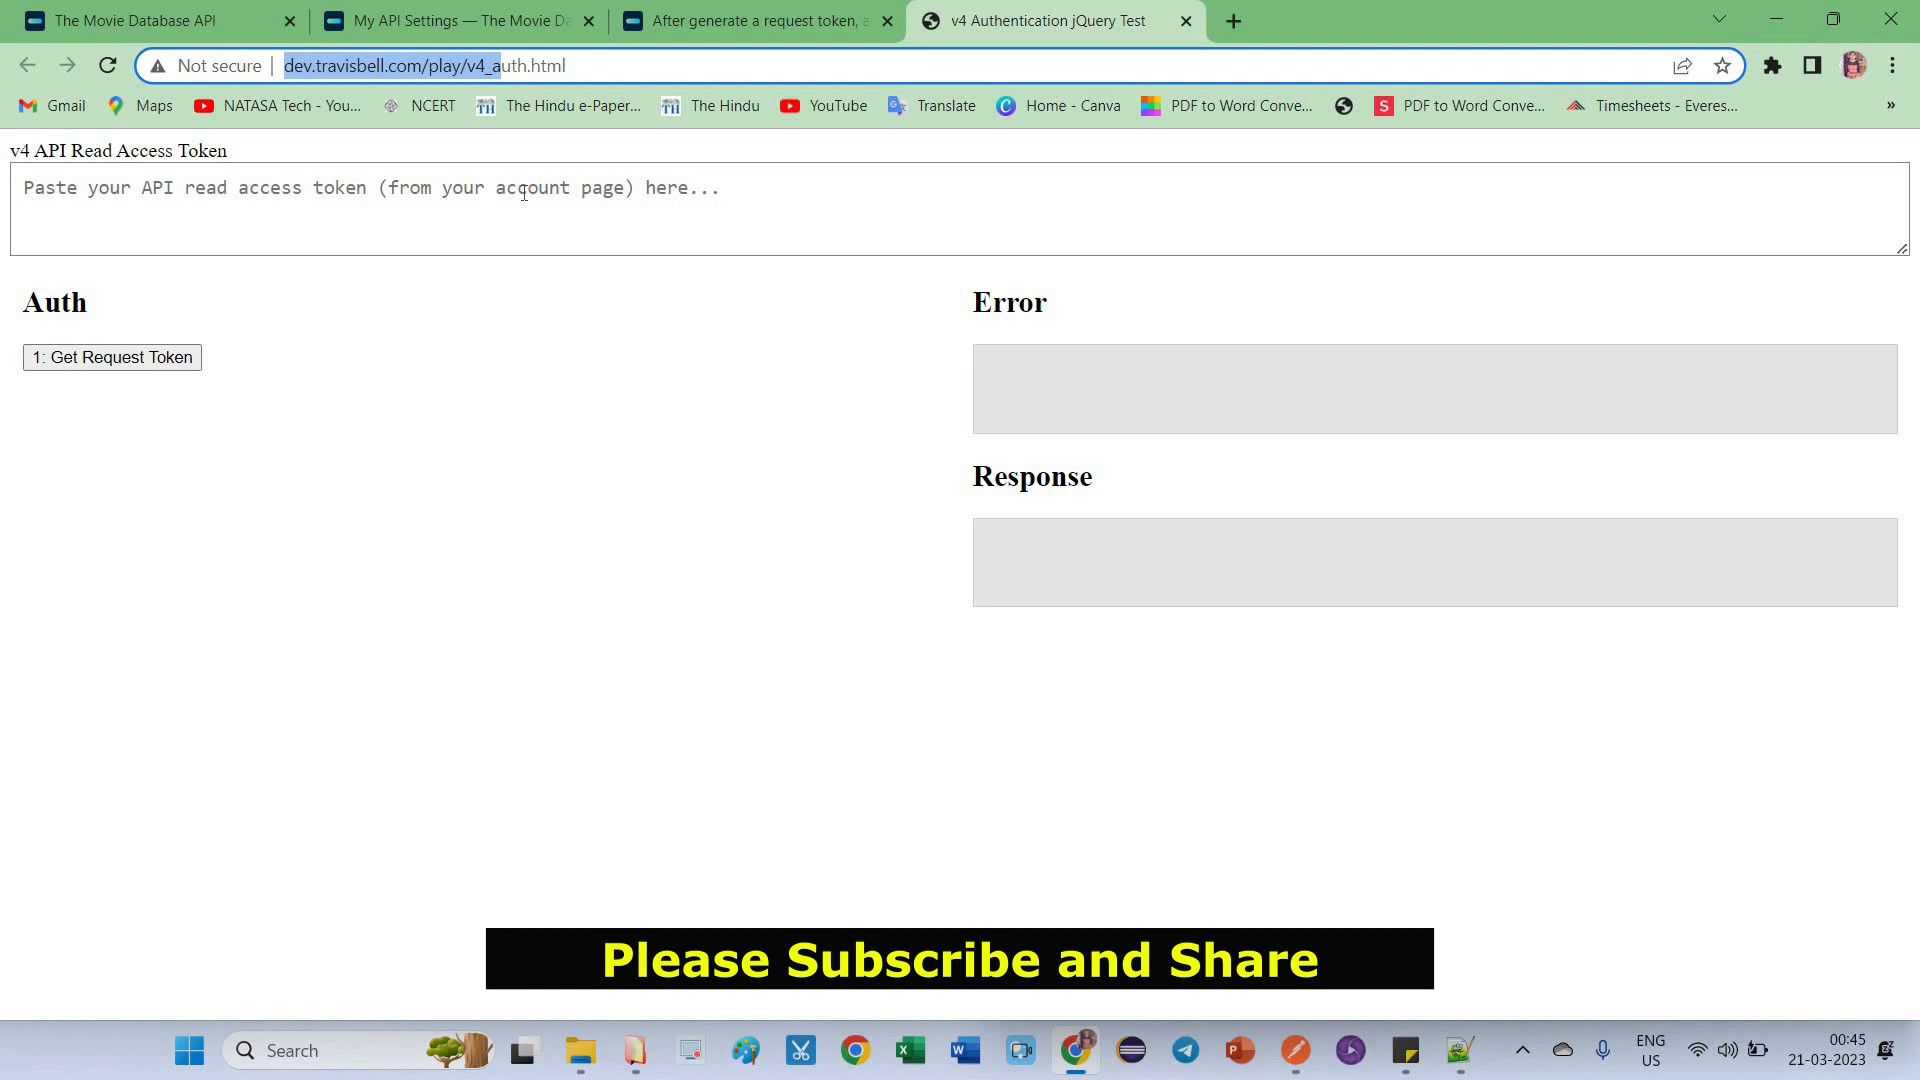 The Movie Database API
My API Settings — The Movie Da
After generate a request token, a
v4 Authentication jQuery Test
Not secure
dev.travisbell.com/play/v4_auth.html
Gmail
Maps
NATASA Tech - You...
NCERT
TH
The Hindu e-Paper...
TH
The Hindu
YouTube
Translate
Home - Canva
PDF to Word Conve...
S
PDF to Word Conve...
Timesheets - Everes...
»
v4 API Read Access Token
Paste your API read access token (from your account page) here...
Auth
Error
1: Get Request Token
Response
Please Subscribe and Share
Search
ENG
US
00:45
21-03-2023